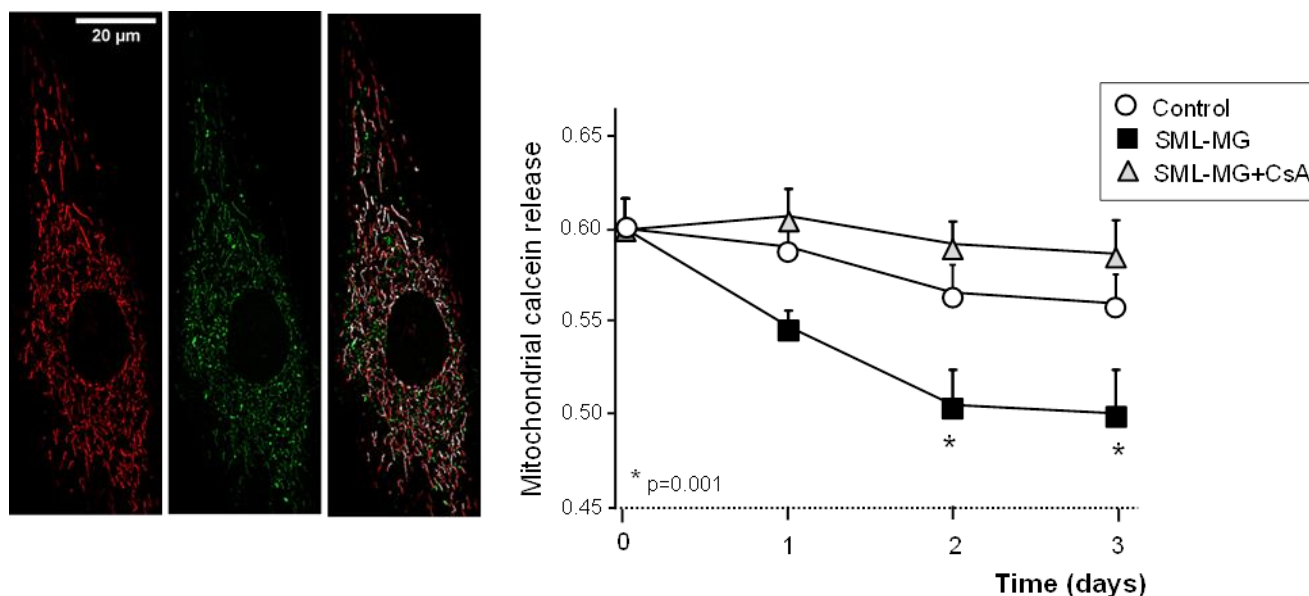 20 µm
Control
SML-MG
SML-MG+CsA
Mitochondrial calcein release
0.65
0.60
0.55
0.50
0.45
*
*
* p=0.001
0
1
2
3
Time (days)